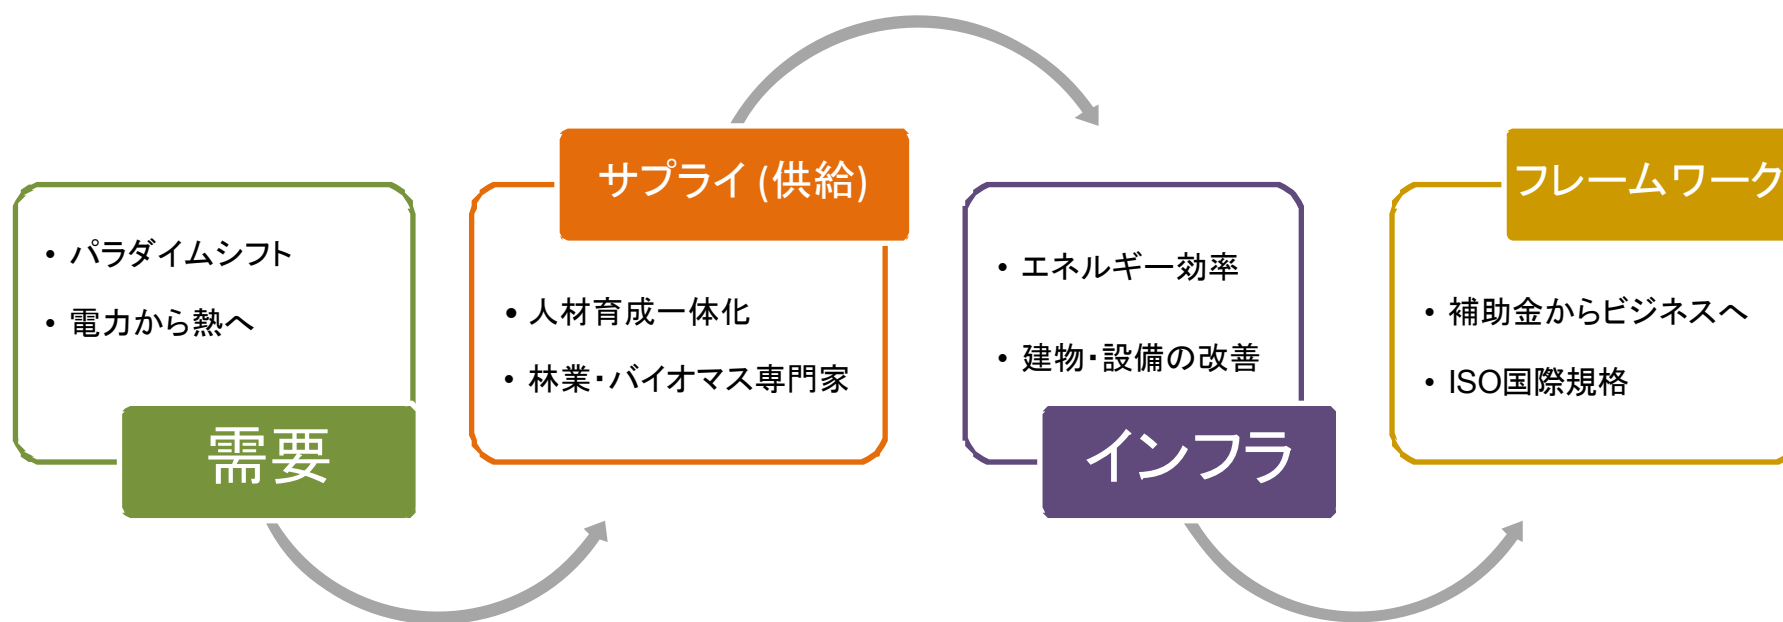 • パラダイムシフト
• 電力から熱へ
需要
サプライ (供給)
• 人材育成一体化
• 林業・バイオマス専門家
• エネルギー効率
• 建物・設備の改善
インフラ
フレームワーク
• 補助金からビジネスへ
• ISO国際規格